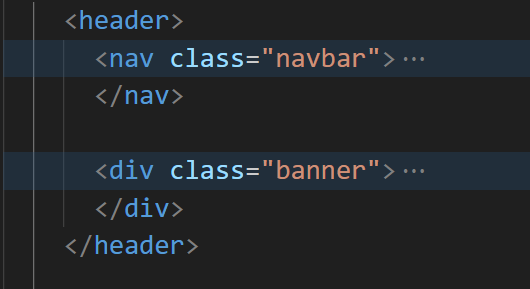 <header>
<nav class="navbar">···
</nav>
<div class="banner">···
</div>
</header>